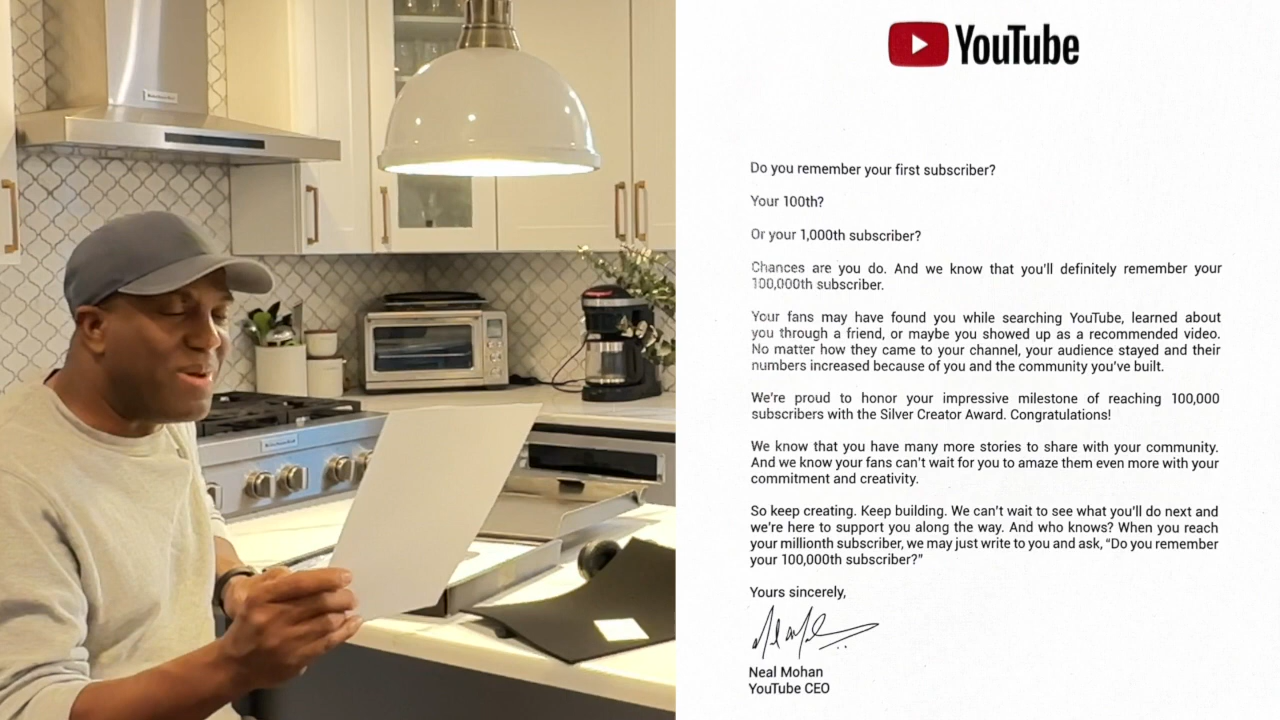 YouTube
Do you remember your first subscriber?
Your 100th?
Or your 1,000th subscriber?
Chances are you do. And we know that you'll definitely remember your
100,000th subscriber.
Your fans may have found you while searching YouTube, learned about
you through a friend, or maybe you showed up as a recommended video.
No matter how they came to your channel, your audience stayed and their
numbers increased because of you and the community you've built.
We're proud to honor your impressive milestone of reaching 100,000
subscribers with the Silver Creator Award. Congratulations!
We know that you have many more stories to share with your community.
And we know your fans can't wait for you to amaze them even more with your
commitment and creativity.
So keep creating. Keep building. We can't wait to see what you'll do next and
we're here to support you along the way. And who knows? When you reach
your millionth subscriber, we may just write to you and ask, “Do you remember
your 100,000th subscriber?”
Yours sincerely,
Neal Mohan
YouTube CEO